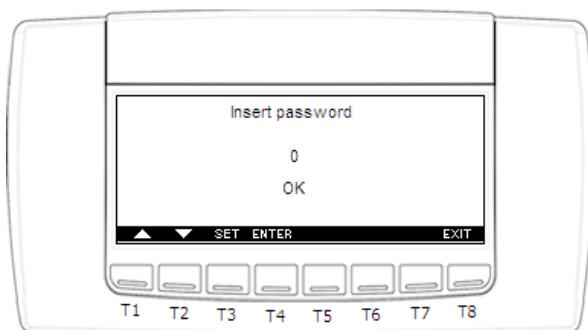 Insert password
0
OK
SET ENTER EXIT
T1 T2 T3 T4 T5 T6 T7 T8